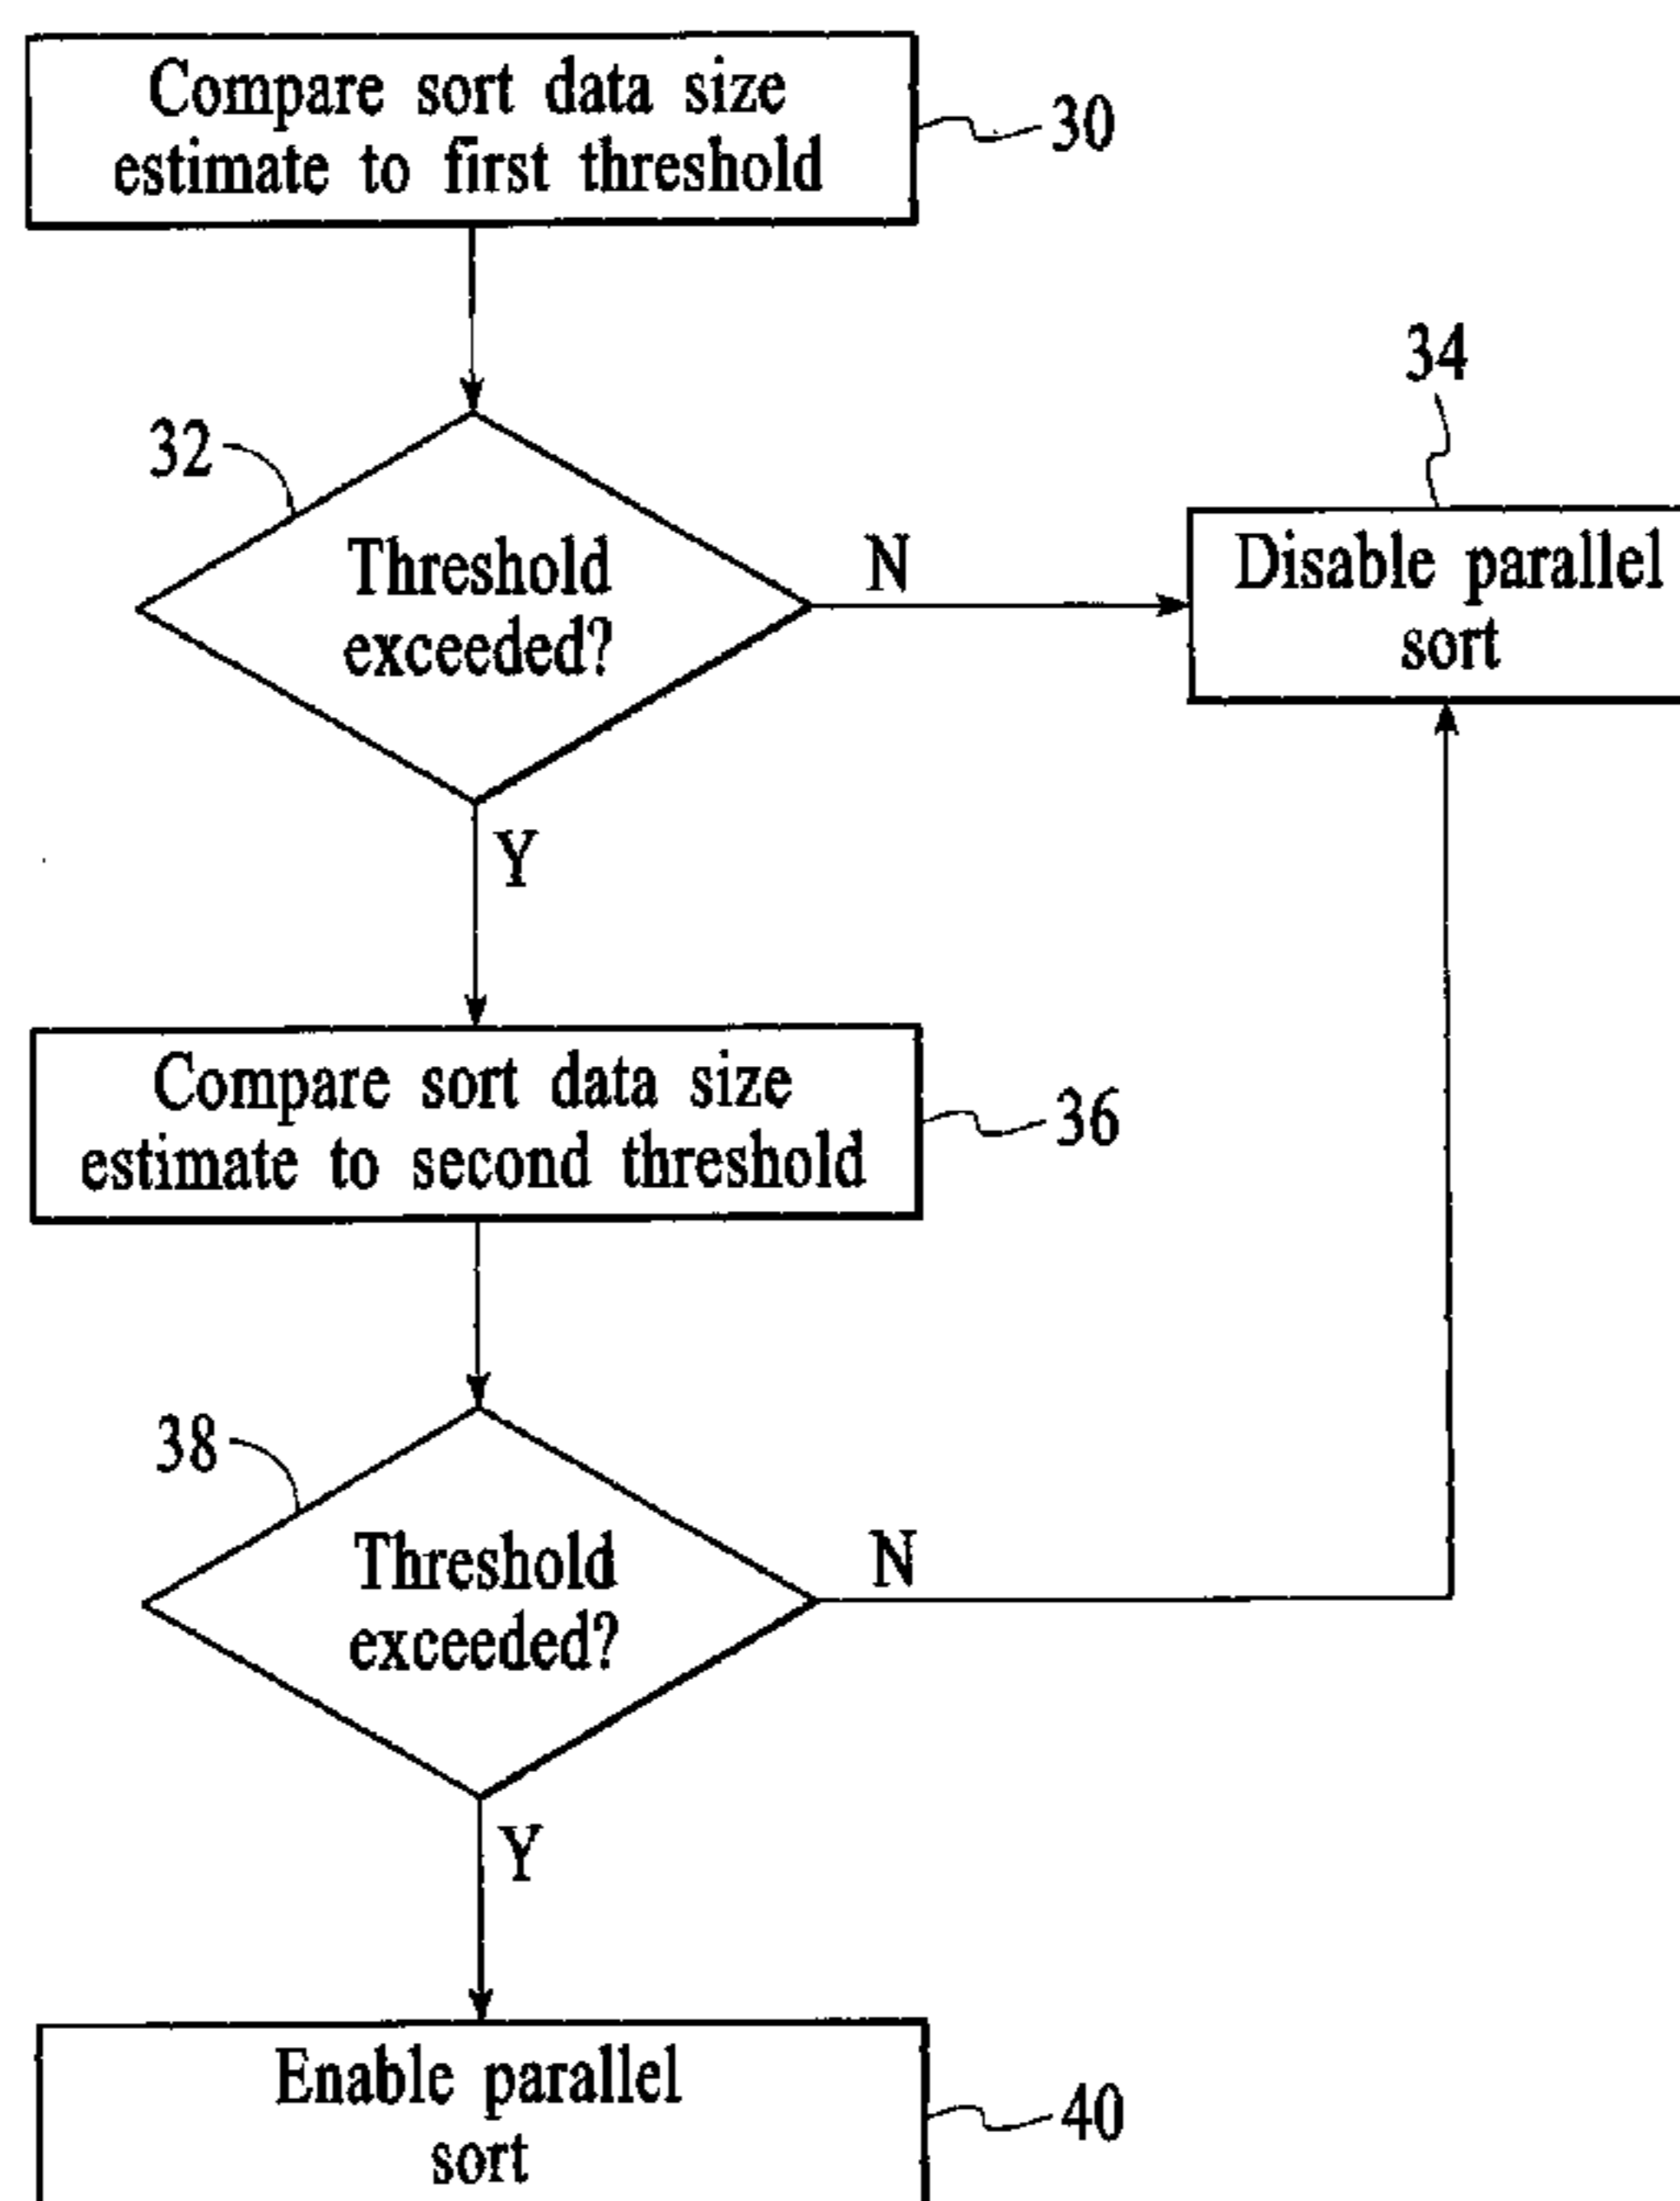 Compare sort data size
estimate to first threshold
30
34
32
Threshold
exceeded?
N
Disable parallel
sort
Y
Compare sort data size
estimate to second threshold
36
38
Threshold
exceeded?
N
Y
Enable parallel
sort
40